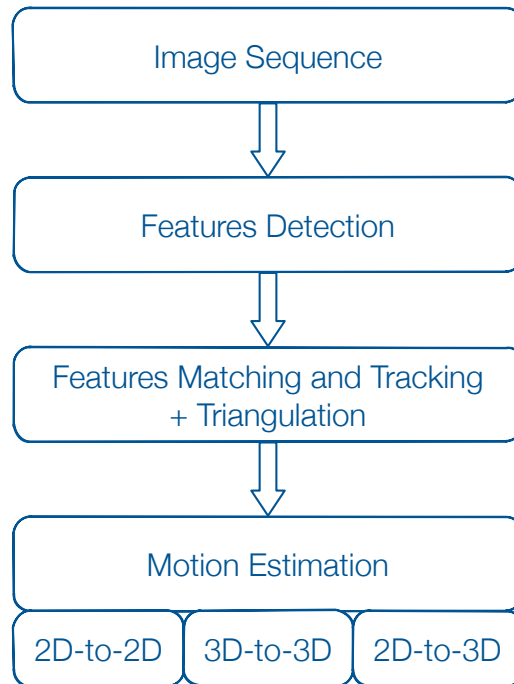 Image Sequence
Features Detection
Features Matching and Tracking
+ Triangulation
Motion Estimation
2D-to-2D 3D-to-3D 2D-to-3D